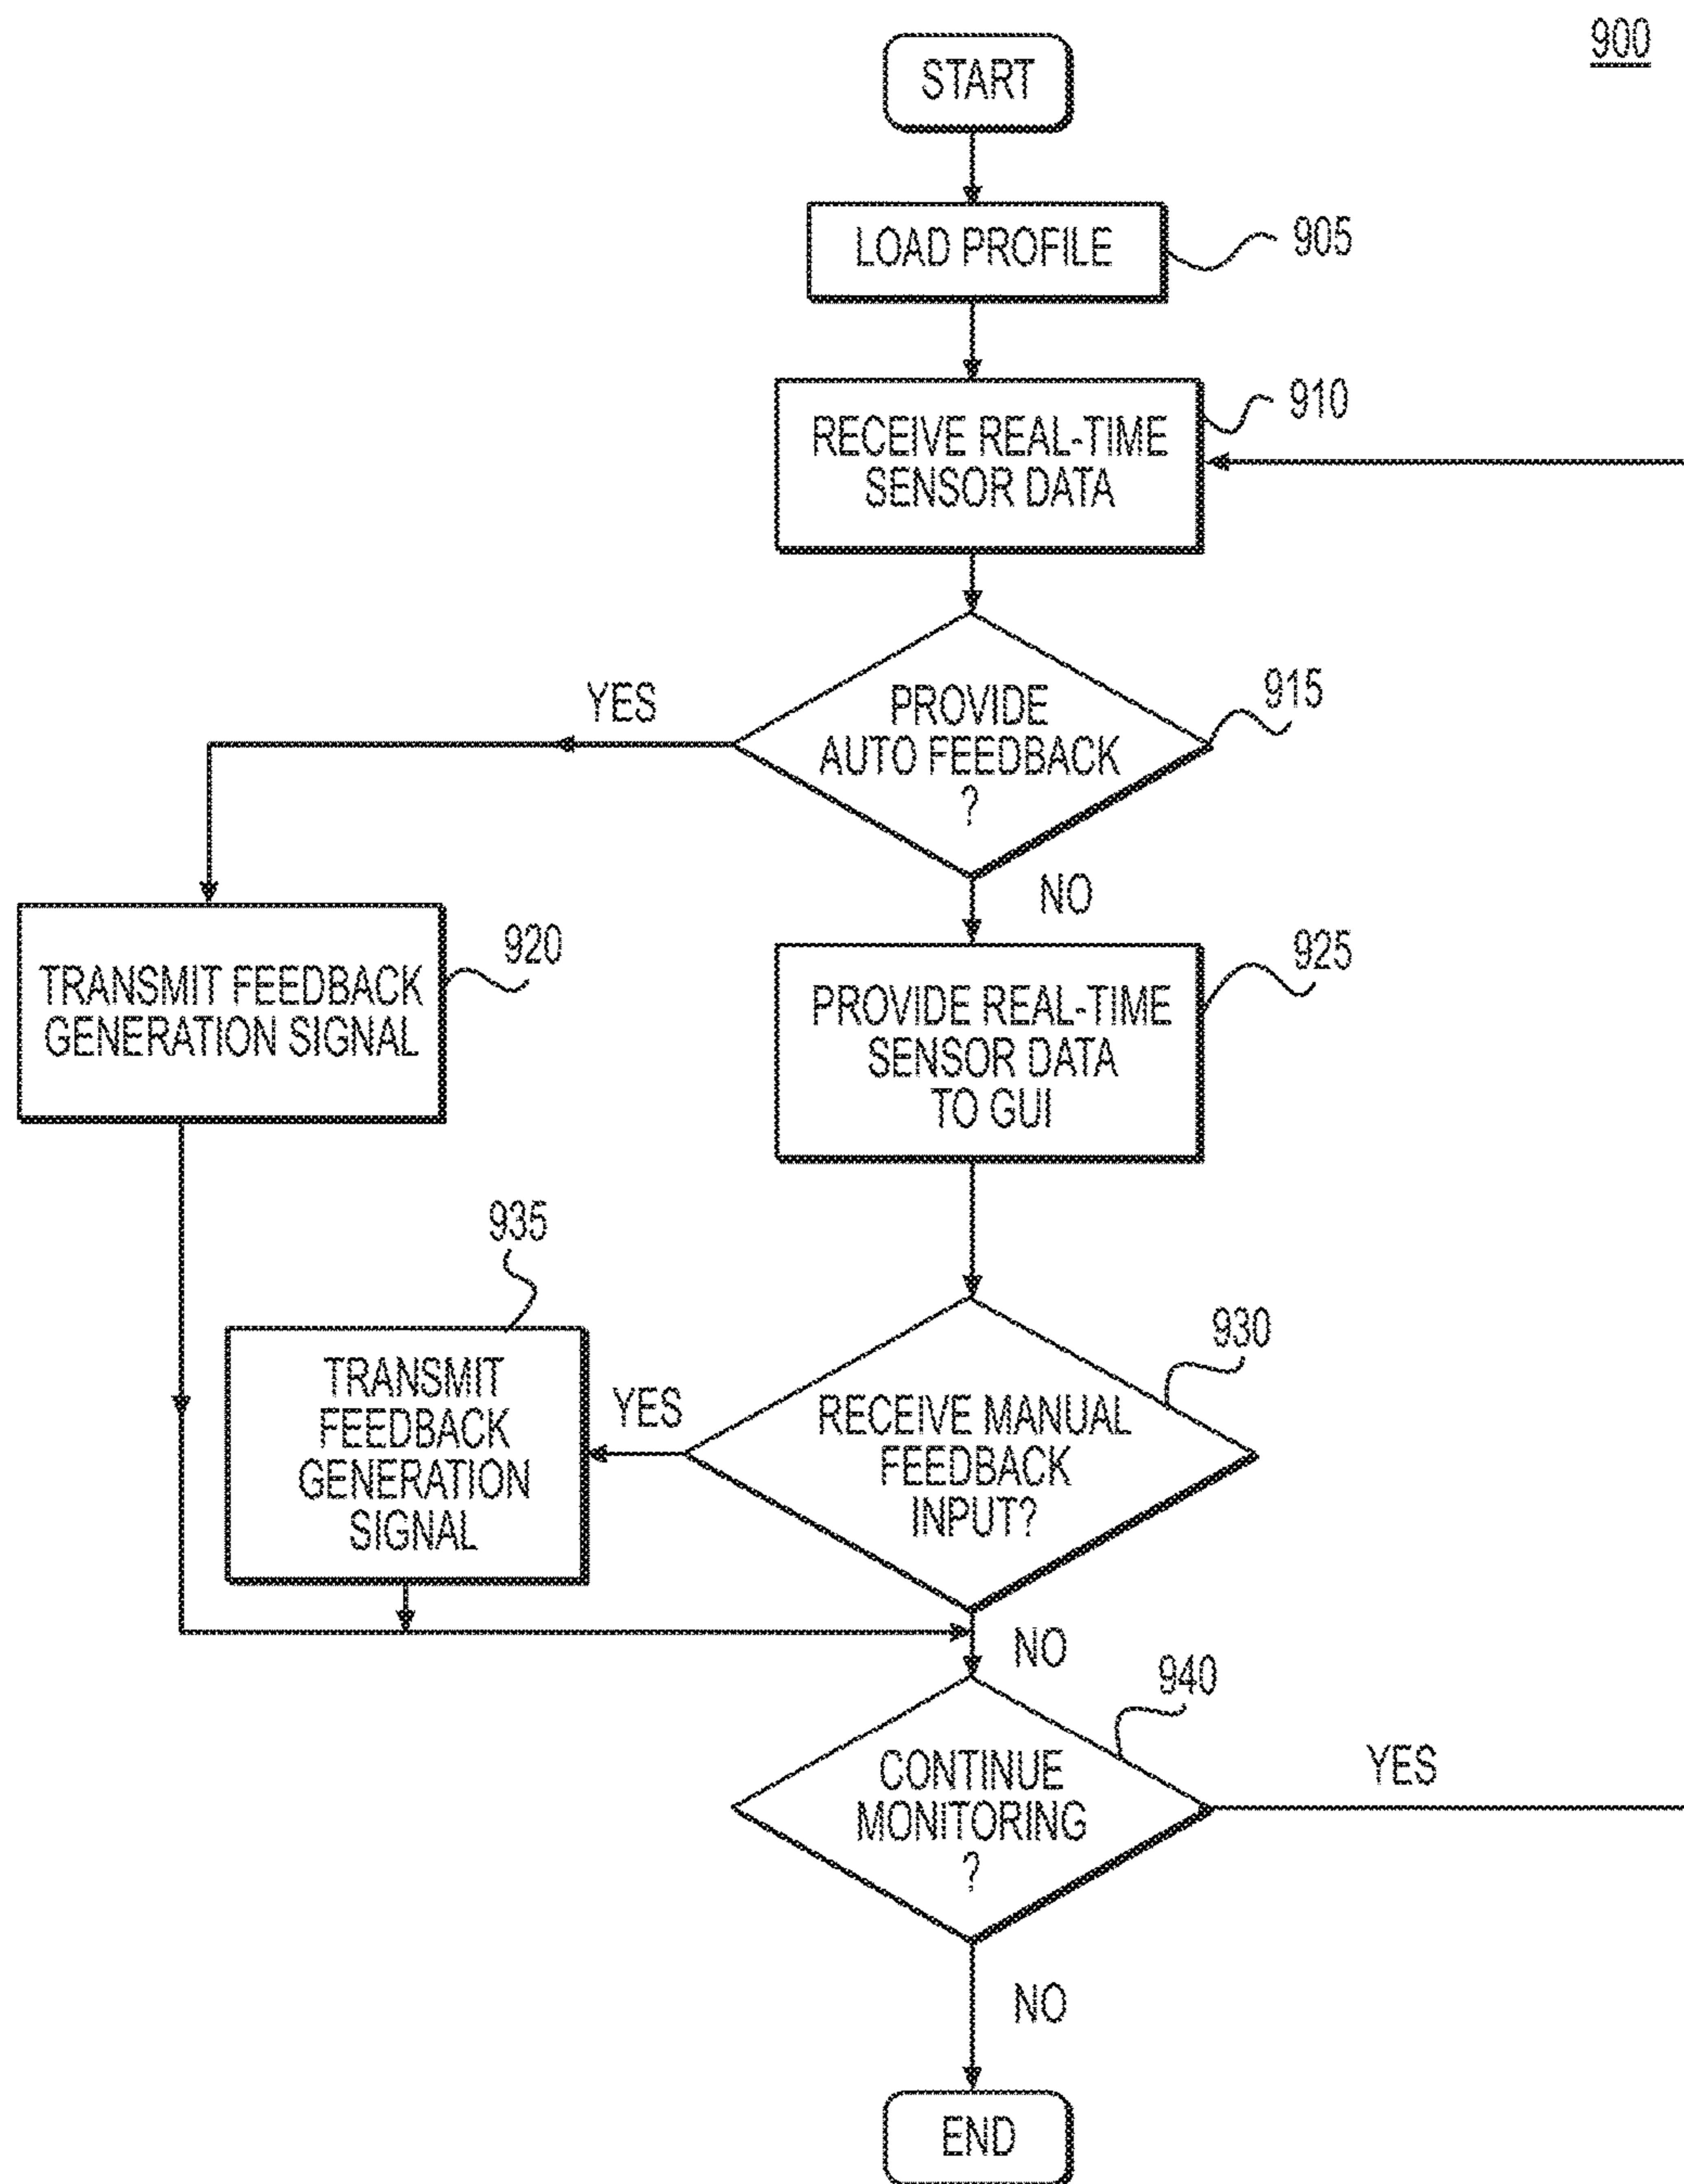 900
START
LOAD PROFILE
905
RECEIVE REAL-TIME
SENSOR DATA
910
PROVIDE
AUTO FEEDBACK
?
915
YES
NO
TRANSMIT FEEDBACK
GENERATION SIGNAL
920
PROVIDE REAL-TIME
SENSOR DATA
TO GUI
925
935
TRANSMIT
FEEDBACK
GENERATION
SIGNAL
YES
RECEIVE MANUAL
FEEDBACK
INPUT?
930
NO
940
CONTINUE
MONITORING
?
YES
NO
END